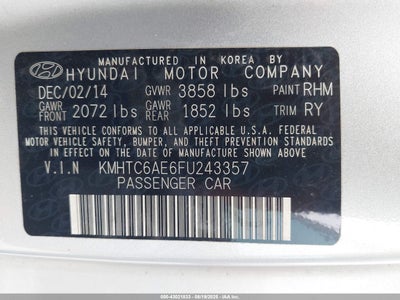 MANUFACTURED IN KOREA BY
HYUNDAI MOTOR COMPANY
DEC/02/14 GVWR 3858 lbs PAINT RHM
GAWR FRONT 2072 lbs GAWR REAR 1852 lbs TRIM RY
THIS VEHICLE CONFORMS TO ALL APPLICABLE U.S.A. FEDERAL
MOTOR VEHICLE SAFETY, BUMPER, AND THEFT PREVENTION
STANDARDS IN EFFECT ON THE DATE OF MANUFACTURE SHOWN ABOVE.
V.I.N KMHTC6AE6FU243357
PASSENGER CAR